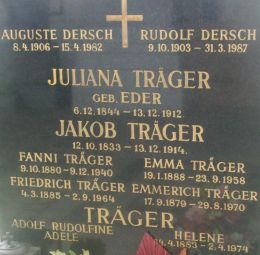 AUGUSTE DERSCH RUDOLF DERSCH
8.4.1906 – 15.4.1982 9.10.1903 – 31.3.1987
JULIANA TRÄGER
GEB. EDER
6.12.1844 – 13.12.1912.
JAKOB TRÄGER
12.10.1833 – 13.12.1914.
FANNI TRÄGER EMMA TRÄGER
9.10.1880 – 9.12.1940 19.1.1888 – 23.9.1958
FRIEDRICH TRÄGER EMMERICH TRÄGER
4.3.1885 – 2.9.1964 17.9.1879 – 29.8.1970
TRÄGER
ADOLF RUDOLFINE HELENE
ADELE 4.1883 – 2.4.1974